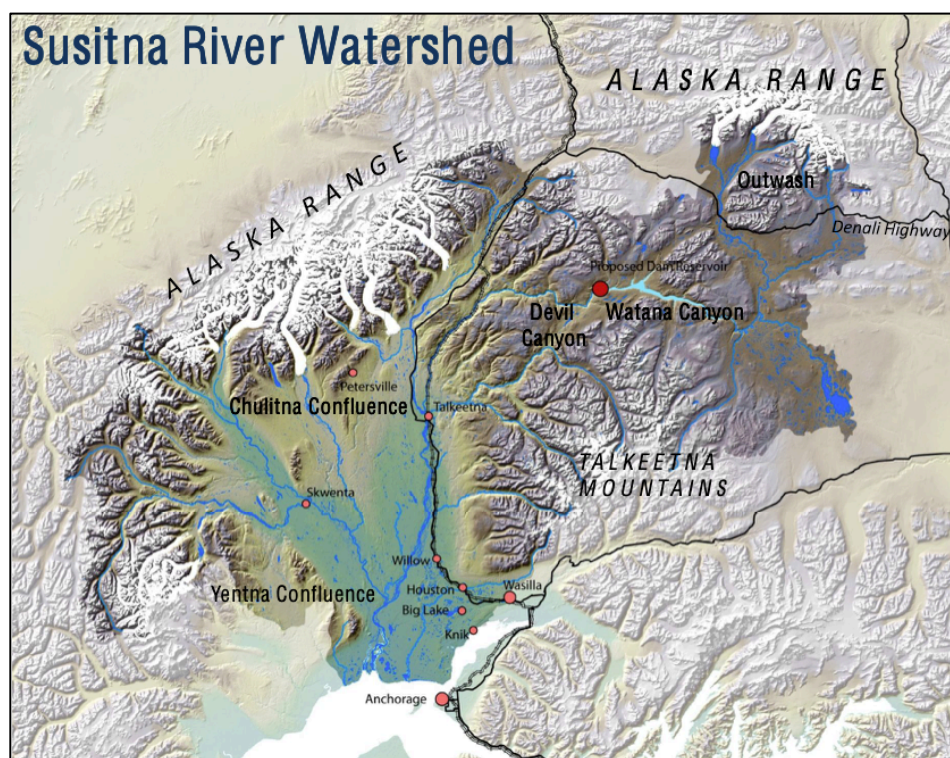 Susitna River Watershed
ALASKA RANGE
Outwash
ALASKA RANGE
Denali Highway
Proposed Dam Reservoir
Devil
Canyon
Watana Canyon
Petersville
Chulitna Confluence
Talkeetna
TALKEETNA
MOUNTAINS
Skwenta
Willow
Yentna Confluence
Houston
Wasilla
Big Lake
Knik
Anchorage